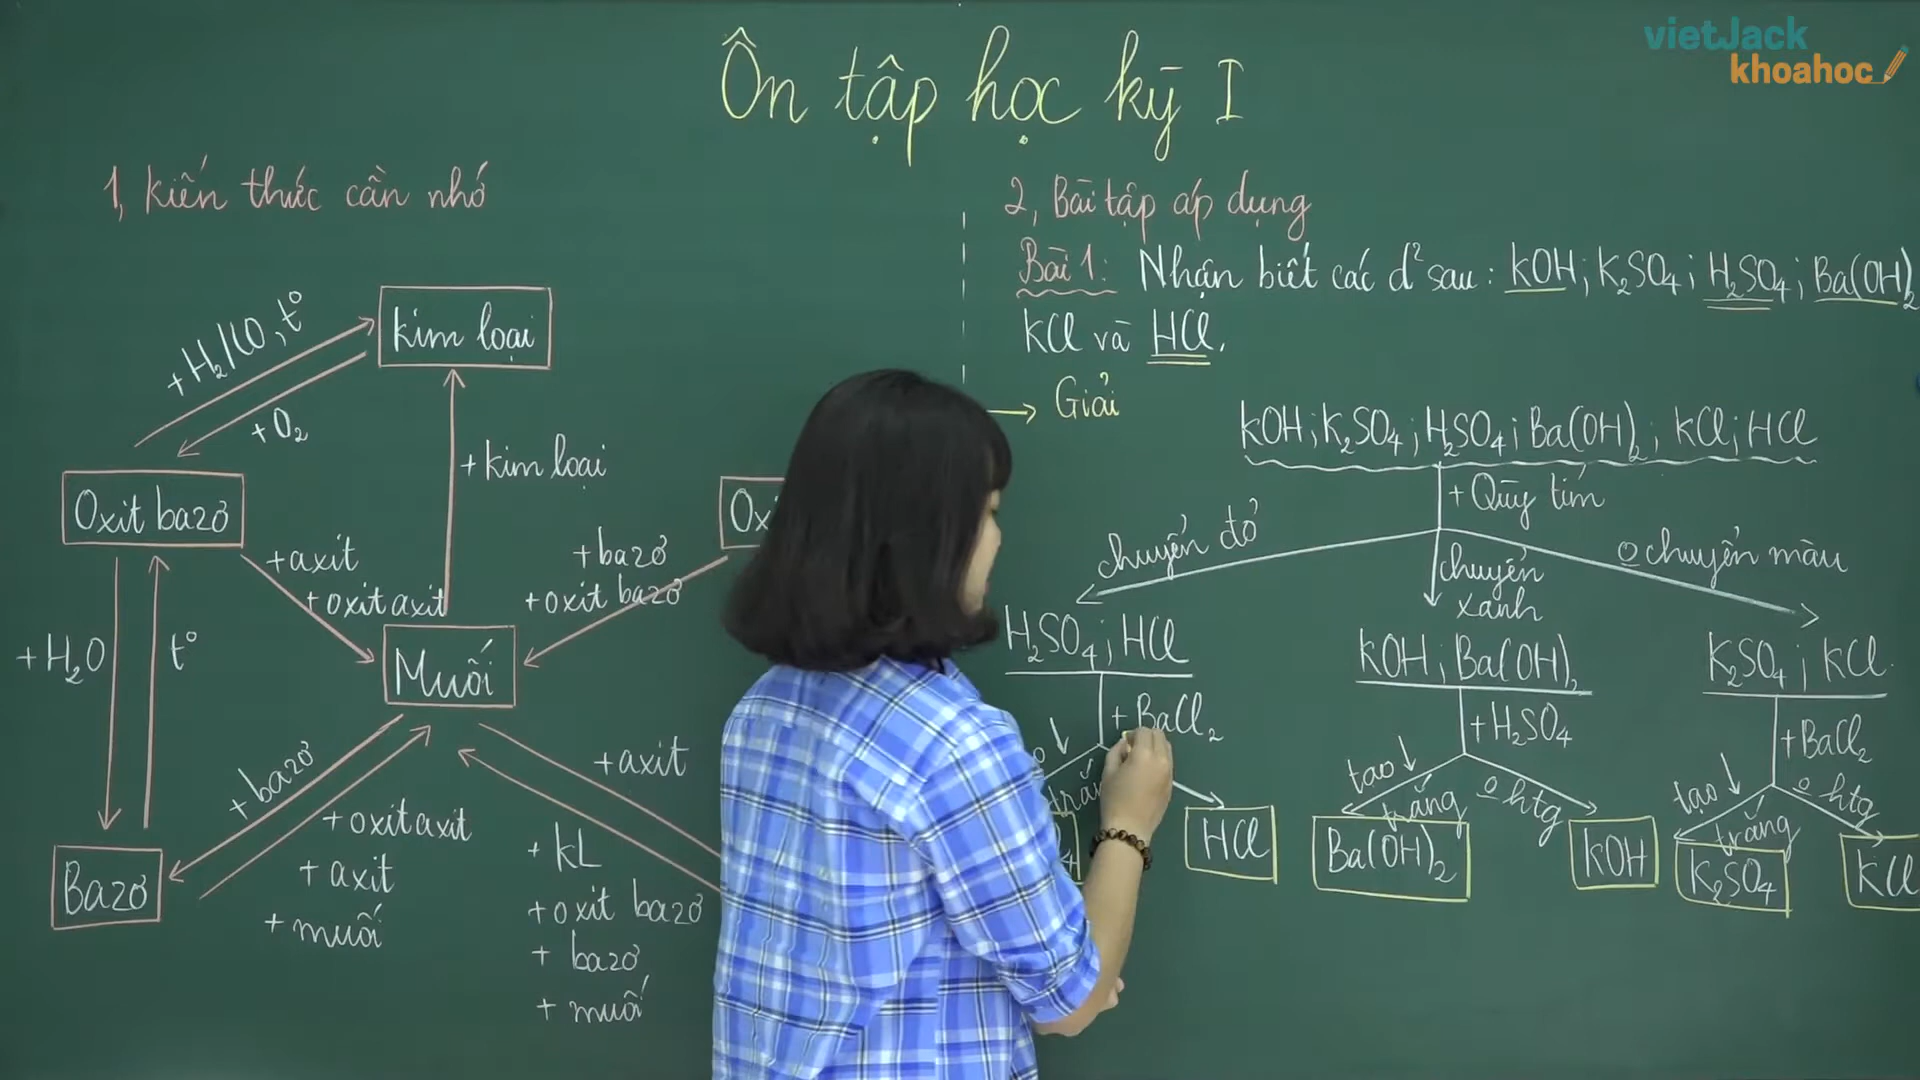 vietJack
khoahoc
Ôn tập học kỳ I
1, Kiến thức cần nhớ
Kim loại
+ H₂/CO, t°
+ O₂
+ kim loại
Oxit bazơ
+ axit
+ oxit axit
+ bazơ
+ oxit bazơ
+ H₂O
t°
Muối
+ bazơ
+ oxit axit
+ axit
+ muối
+ axit
+ KL
+ oxit bazơ
+ bazơ
+ muối
Bazơ
2, Bài tập áp dụng
Bài 1: Nhận biết các d² sau: KOH; K₂SO₄; H₂SO₄; Ba(OH)₂
KCl và HCl.
→ Giải
KOH; K₂SO₄; H₂SO₄; Ba(OH)₂; KCl; HCl
+ Quỳ tím
chuyển đỏ
chuyển
xanh
o chuyển màu
H₂SO₄; HCl
KOH; Ba(OH)₂
K₂SO₄; KCl
+ BaCl₂
+ H₂SO₄
+ BaCl₂
↓
tạo ↓
trắng
o htg
tạo ↓
trắng
o htg
HCl
Ba(OH)₂
KOH
K₂SO₄
KCl